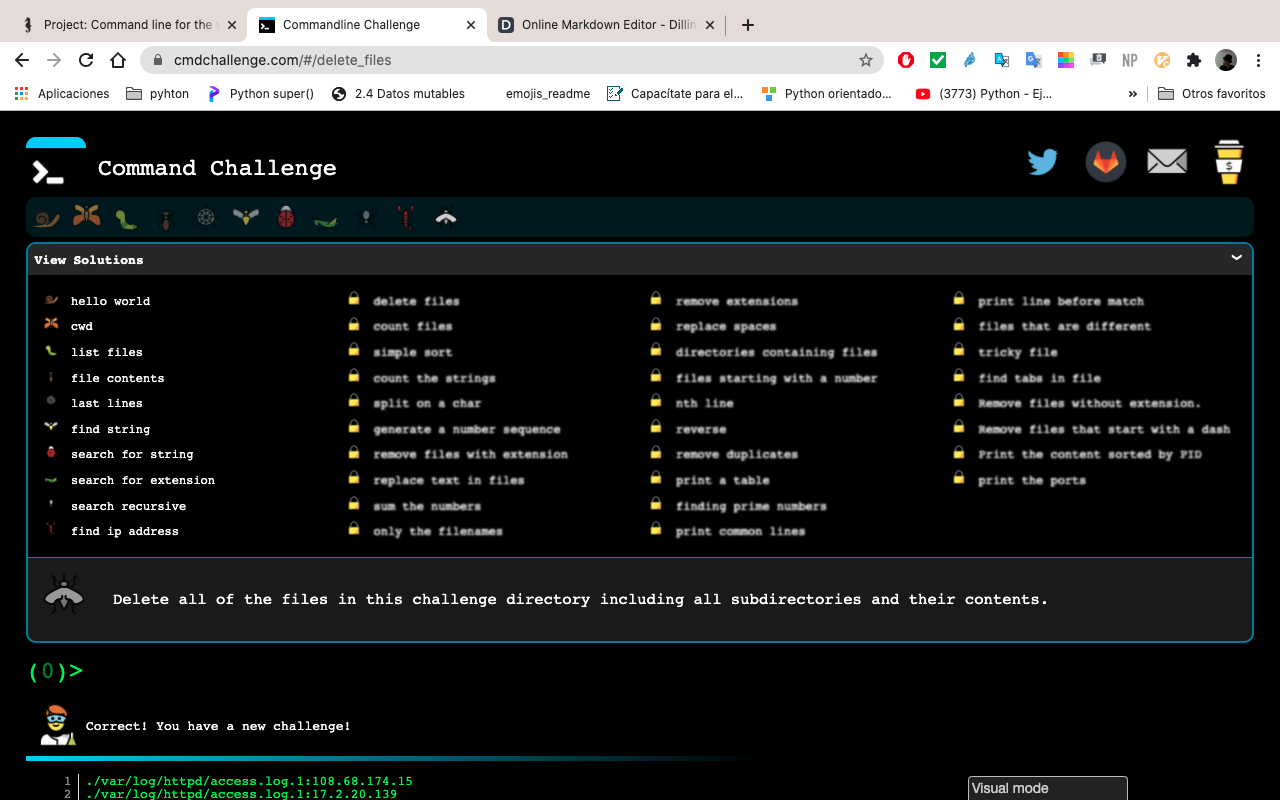 Project: Command line for the
Commandline Challenge
Online Markdown Editor - Dillin
cmdchallenge.com/#/delete_files
NP
Aplicaciones
pyhton
Python super()
2.4 Datos mutables
emojis_readme
Capacítate para el...
Python orientado...
(3773) Python - Ej...
»
Otros favoritos
Command Challenge
View Solutions
hello world
delete files
remove extensions
print line before match
cwd
count files
replace spaces
files that are different
list files
simple sort
directories containing files
tricky file
file contents
count the strings
files starting with a number
find tabs in file
last lines
split on a char
nth line
Remove files without extension.
find string
generate a number sequence
reverse
Remove files that start with a dash
search for string
remove files with extension
remove duplicates
Print the content sorted by PID
search for extension
replace text in files
print a table
print the ports
search recursive
sum the numbers
finding prime numbers
find ip address
only the filenames
print common lines
Delete all of the files in this challenge directory including all subdirectories and their contents.
(0)>
Correct! You have a new challenge!
1 ./var/log/httpd/access.log.1:108.68.174.15
2 ./var/log/httpd/access.log.1:17.2.20.139
Visual mode